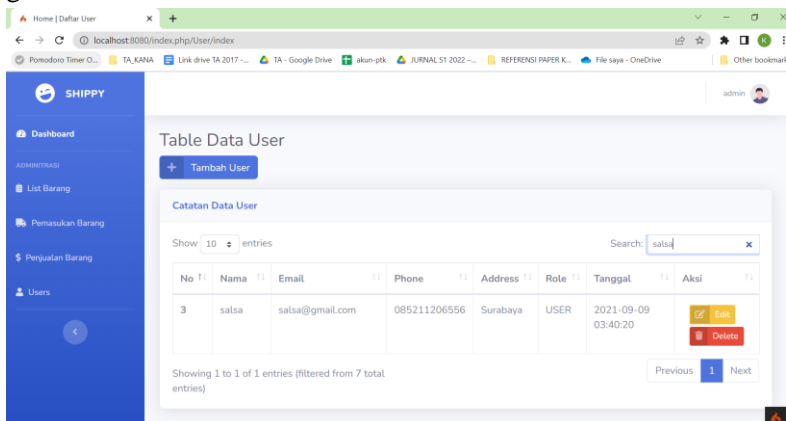 Home | Daftar User
localhost:8080/index.php/User/index
Pomodoro Timer O... TA_KANA Link drive TA 2017 -... TA - Google Drive akun-ptk JURNAL S1 2022 -... REFERENSI PAPER K... File saya - OneDrive Other bookmark
SHIPPY
admin
Dashboard
ADMINITRASI
List Barang
Pemasukan Barang
Penjualan Barang
Users
Table Data User
+ Tambah User
Catatan Data User
Show 10 entries Search: salsa
No Nama Email Phone Address Role Tanggal Aksi
3 salsa salsa@gmail.com 085211206556 Surabaya USER 2021-09-09 Edit
03:40:20 Delete
Showing 1 to 1 of 1 entries (filtered from 7 total
entries)
Previous 1 Next